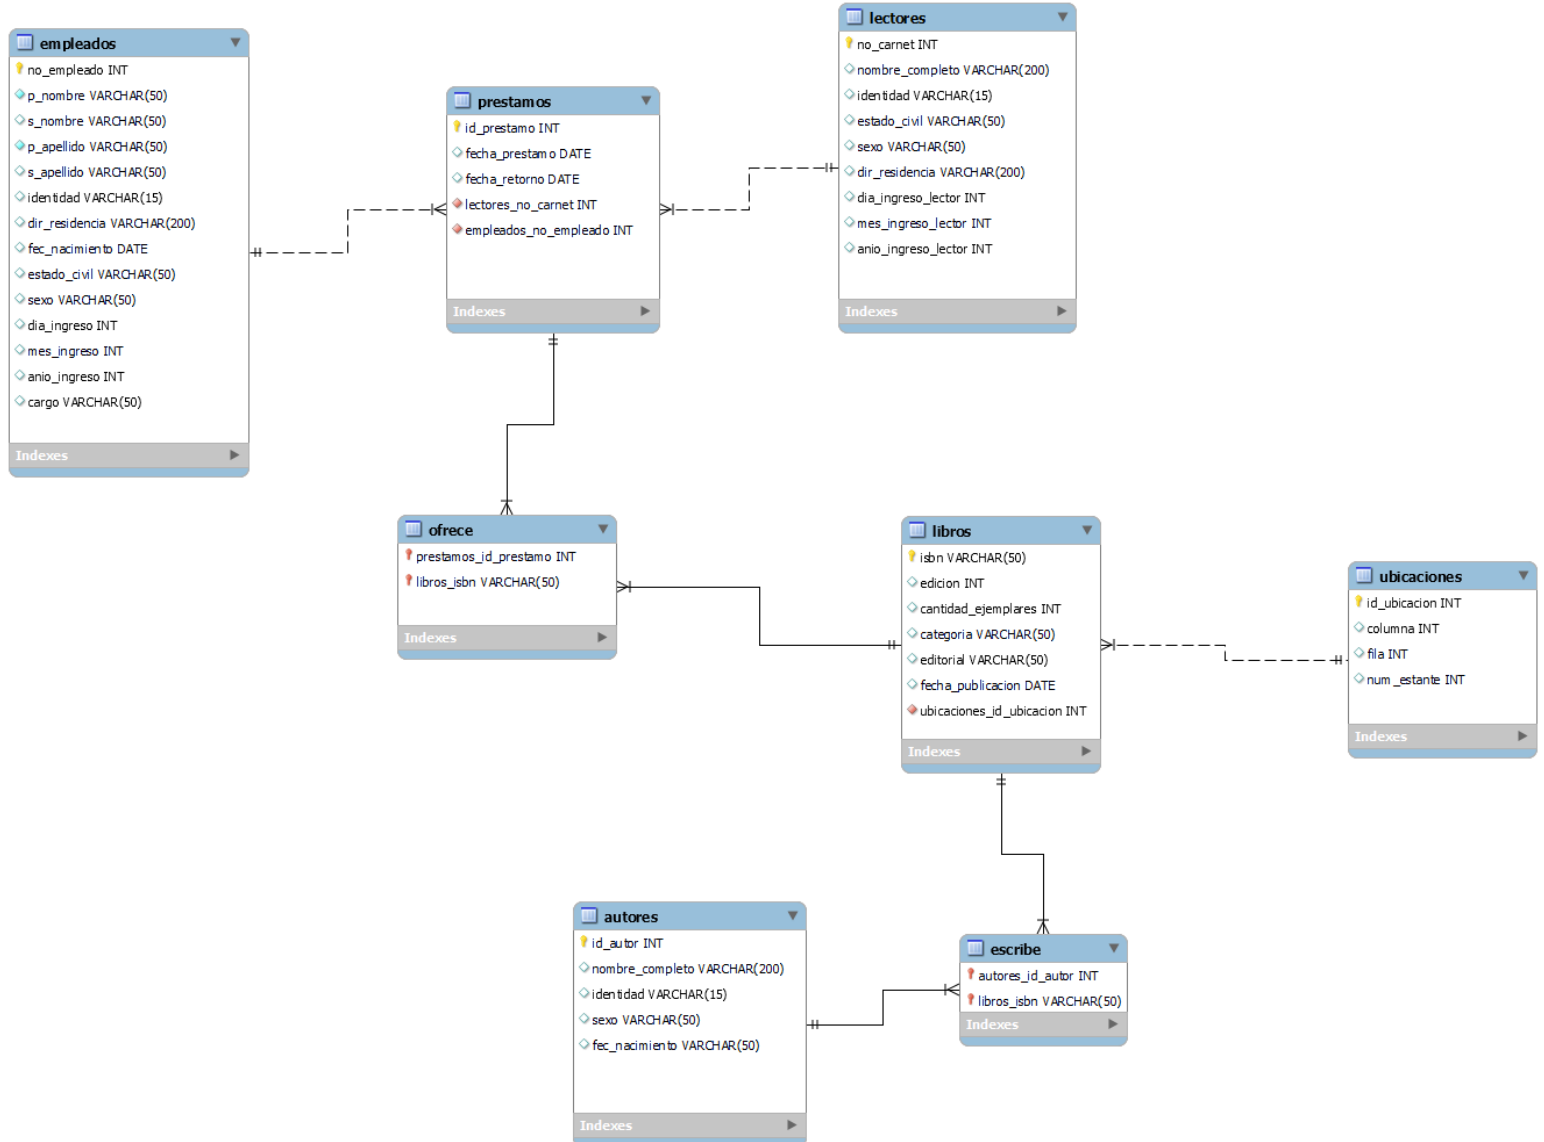 empleados
no_empleado INT
p_nombre VARCHAR(50)
s_nombre VARCHAR(50)
p_apellido VARCHAR(50)
s_apellido VARCHAR(50)
identidad VARCHAR(15)
dir_residencia VARCHAR(200)
fec_nacimiento DATE
estado_civil VARCHAR(50)
sexo VARCHAR(50)
dia_ingreso INT
mes_ingreso INT
anio_ingreso INT
cargo VARCHAR(50)
Indexes
prestamos
id_prestamo INT
fecha_prestamo DATE
fecha_retorno DATE
lectores_no_carnet INT
empleados_no_empleado INT
Indexes
lectores
no_carnet INT
nombre_completo VARCHAR(200)
identidad VARCHAR(15)
estado_civil VARCHAR(50)
sexo VARCHAR(50)
dir_residencia VARCHAR(200)
dia_ingreso_lector INT
mes_ingreso_lector INT
anio_ingreso_lector INT
Indexes
ofrece
prestamos_id_prestamo INT
libros_isbn VARCHAR(50)
Indexes
libros
isbn VARCHAR(50)
edicion INT
cantidad_ejemplares INT
categoria VARCHAR(50)
editorial VARCHAR(50)
fecha_publicacion DATE
ubicaciones_id_ubicacion INT
Indexes
ubicaciones
id_ubicacion INT
columna INT
fila INT
num_estante INT
Indexes
autores
id_autor INT
nombre_completo VARCHAR(200)
identidad VARCHAR(15)
sexo VARCHAR(50)
fec_nacimiento VARCHAR(50)
Indexes
escribe
autores_id_autor INT
libros_isbn VARCHAR(50)
Indexes